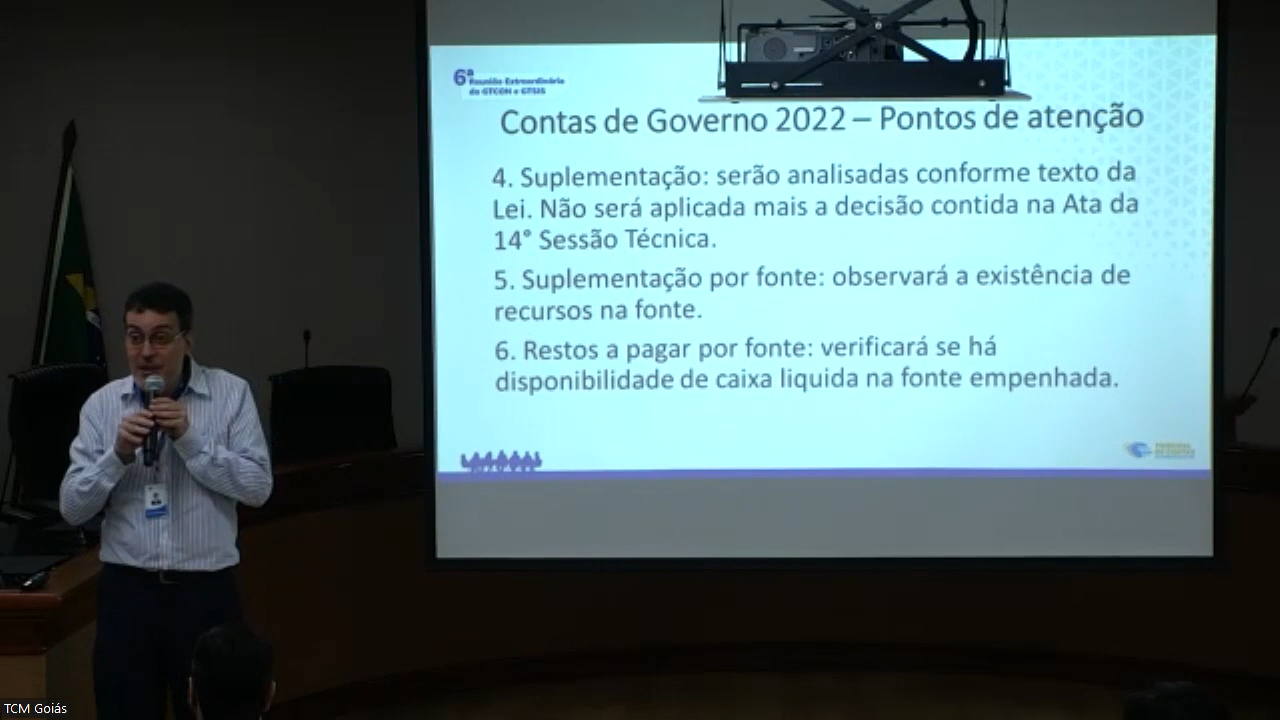 6ª Reunião Extraordinária
do GTCON e GTSIS
Contas de Governo 2022 – Pontos de atenção
4. Suplementação: serão analisadas conforme texto da
Lei. Não será aplicada mais a decisão contida na Ata da
14° Sessão Técnica.
5. Suplementação por fonte: observará a existência de
recursos na fonte.
6. Restos a pagar por fonte: verificará se há
disponibilidade de caixa liquida na fonte empenhada.
TCM Goiás